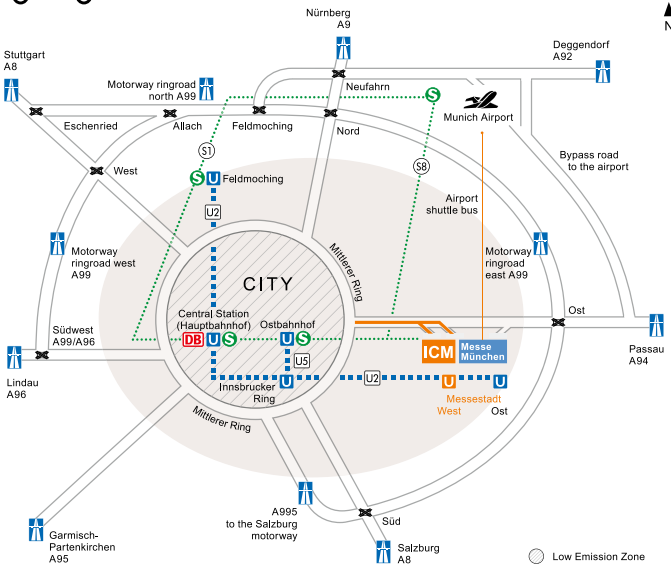 Nürnberg
A9
N
Stuttgart
A8
Deggendorf
A92
Motorway ringroad
north A99
Neufahrn
S
Munich Airport
Eschenried
Allach
Feldmoching
Nord
S1
S8
Bypass road
to the airport
West
S U Feldmoching
U2
Airport
shuttle bus
Motorway
ringroad west
A99
Mittlerer Ring
Motorway
ringroad
east A99
CITY
Ost
Südwest
A99/A96
Central Station
(Hauptbahnhof)
DB U S
Ostbahnhof
U S
ICM
Messe
München
Passau
A94
Lindau
A96
U5
Innsbrucker
Ring
U
U2
U
U
Messestadt
West
Ost
Mittlerer Ring
A995
to the Salzburg
motorway
Süd
Garmisch-
Partenkirchen
A95
Salzburg
A8
Low Emission Zone